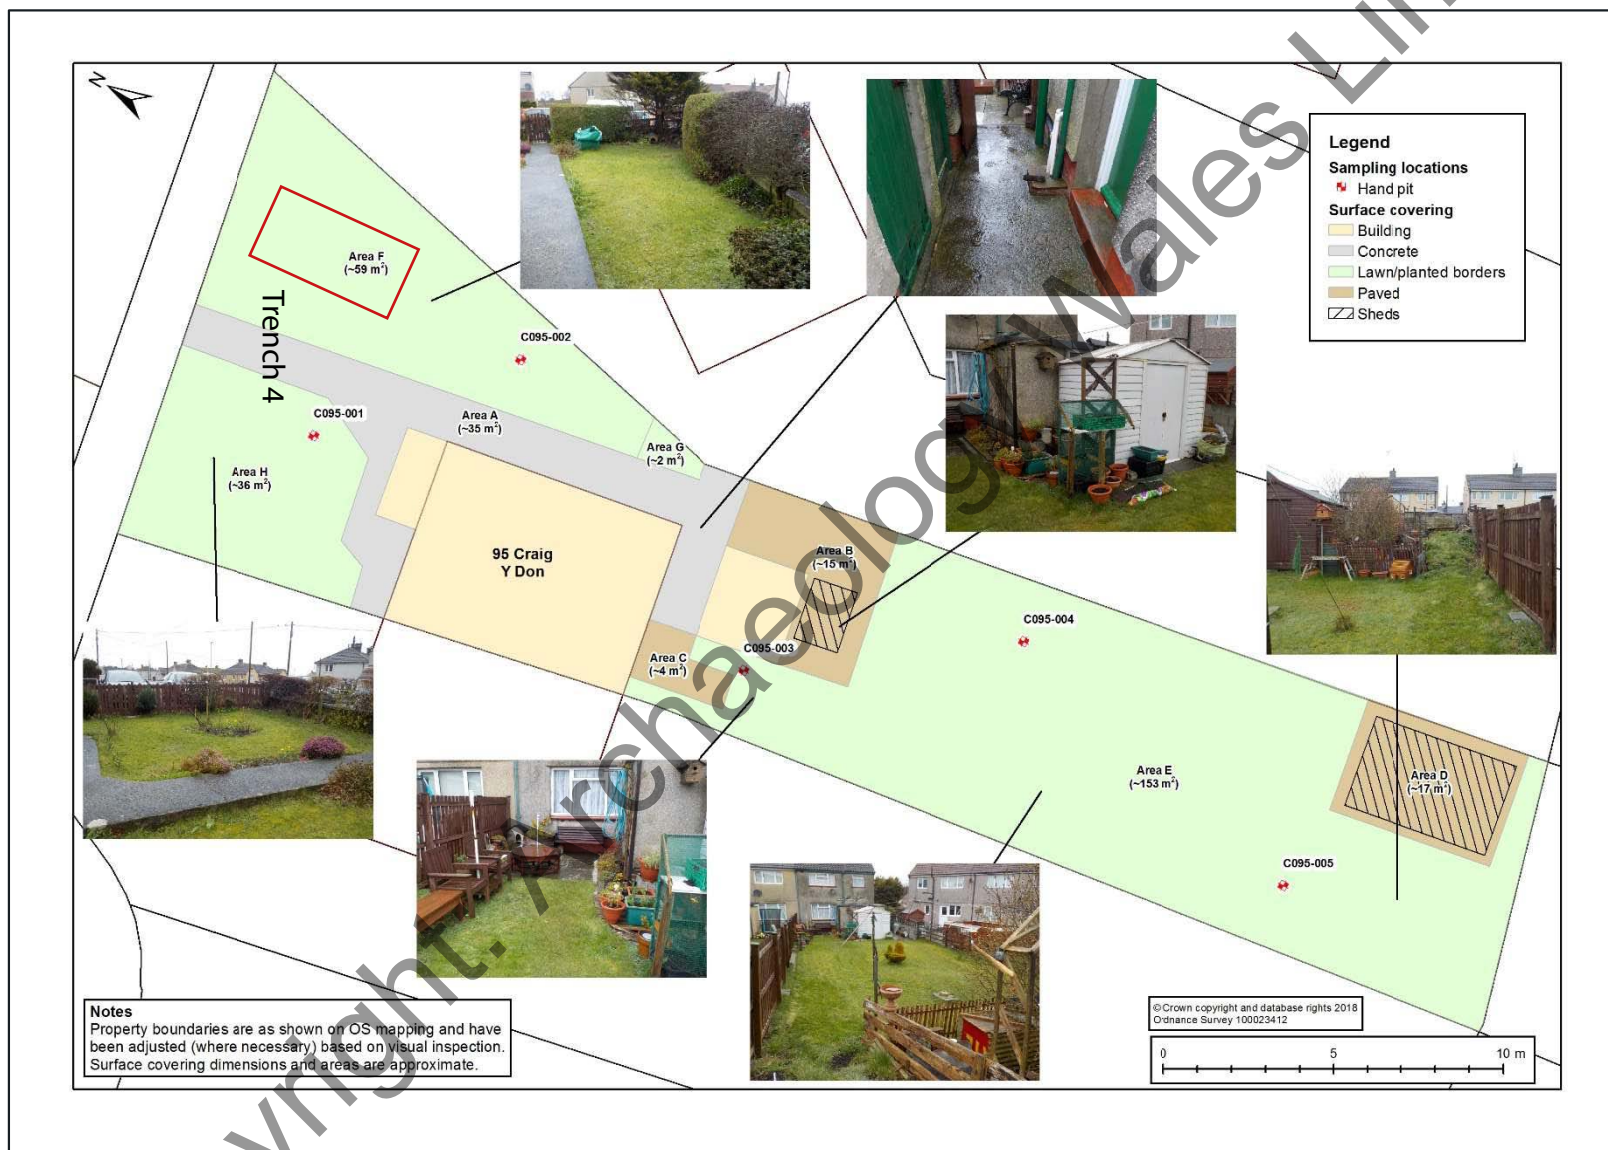 N
Legend
Sampling locations
Hand pit
Surface covering
Building
Concrete
Lawn/planted borders
Paved
Sheds
Area F
(~59 m²)
Trench 4
C095-002
C095-001
Area A
(~35 m²)
Area G
(~2 m²)
Area H
(~36 m²)
95 Craig
Y Don
Area B
(~15 m²)
C095-003
Area C
(~4 m²)
C095-004
Area E
(~153 m²)
Area D
(~17 m²)
C095-005
Notes
Property boundaries are as shown on OS mapping and have
been adjusted (where necessary) based on visual inspection.
Surface covering dimensions and areas are approximate.
© Crown copyright and database rights 2018
Ordnance Survey 100023412
0 5 10 m
vright. Archaeology Wales Lim